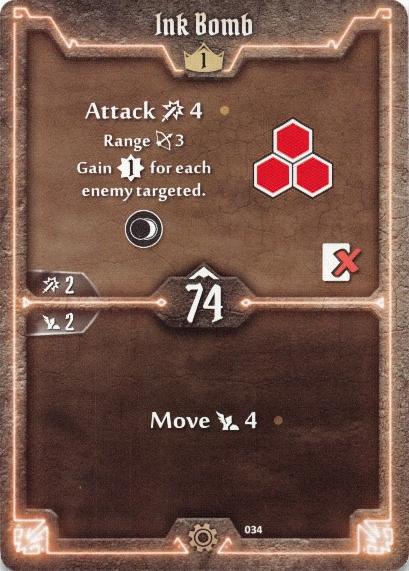 Ink Bomb
1
Attack 4
Range 3
Gain 1 for each
enemy targeted.
2
74
2
Move 4
034